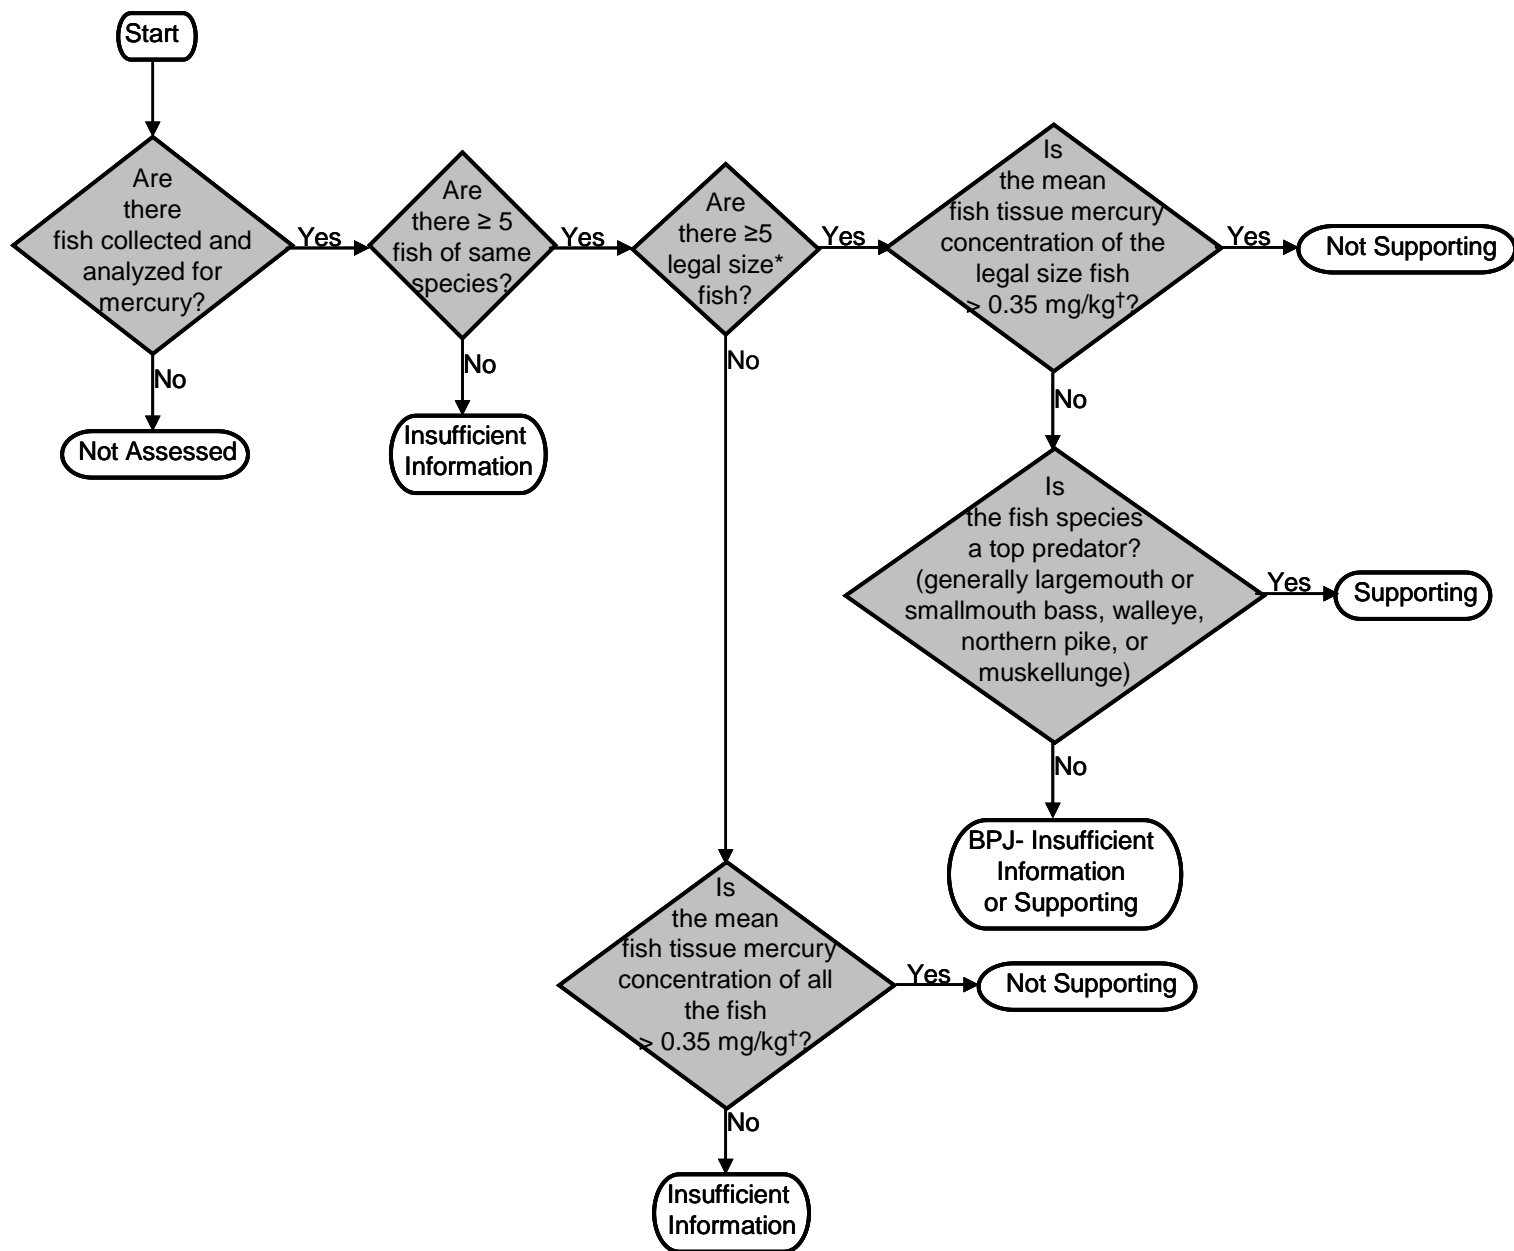 Start
Are
there
fish collected and
analyzed for
mercury?
Yes
No
Not Assessed
Are
there ≥ 5
fish of same
species?
Yes
No
Insufficient
Information
Are
there ≥5
legal size*
fish?
Yes
No
Is
the mean
fish tissue mercury
concentration of the
legal size fish
> 0.35 mg/kg†?
Yes
Not Supporting
No
Is
the fish species
a top predator?
(generally largemouth or
smallmouth bass, walleye,
northern pike, or
muskellunge)
Yes
Supporting
No
BPJ- Insufficient
Information
or Supporting
Is
the mean
fish tissue mercury
concentration of all
the fish
> 0.35 mg/kg†?
Yes
Not Supporting
No
Insufficient
Information